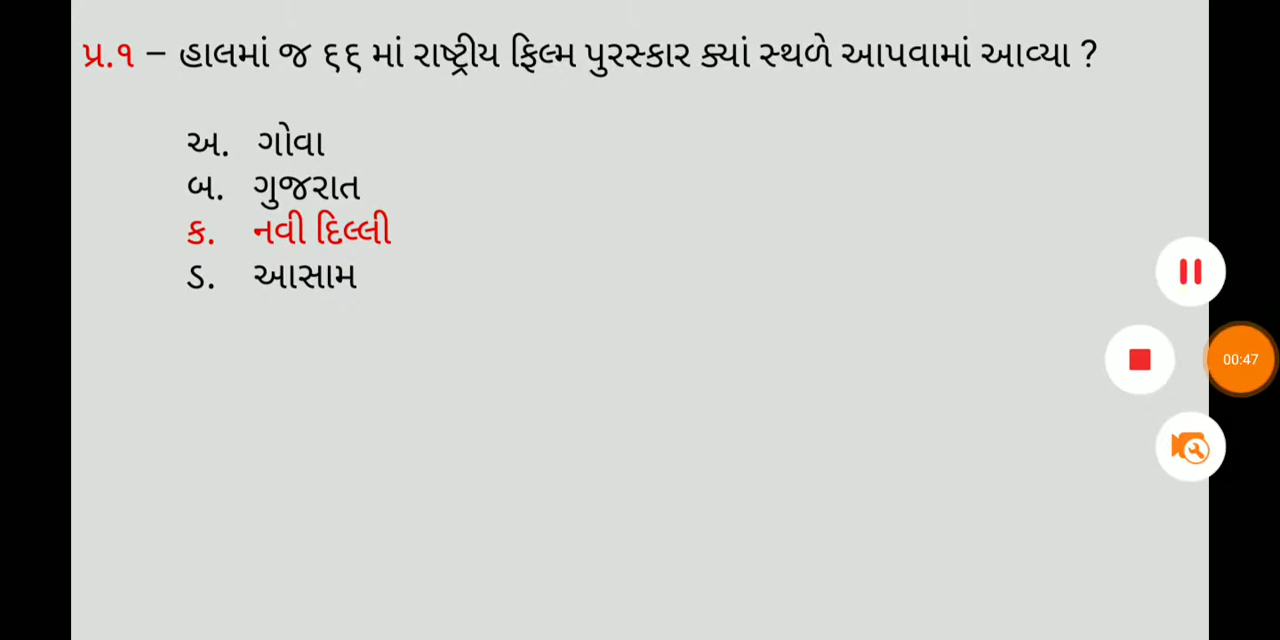 પ્ર.૧ – હાલમાં જ ૬૬ માં રાષ્ટ્રીય ફિલ્મ પુરસ્કાર ક્યાં સ્થળે આપવામાં આવ્યા ?
અ. ગોવા
બ. ગુજરાત
ક. નવી દિલ્લી
ડ. આસામ
00:47